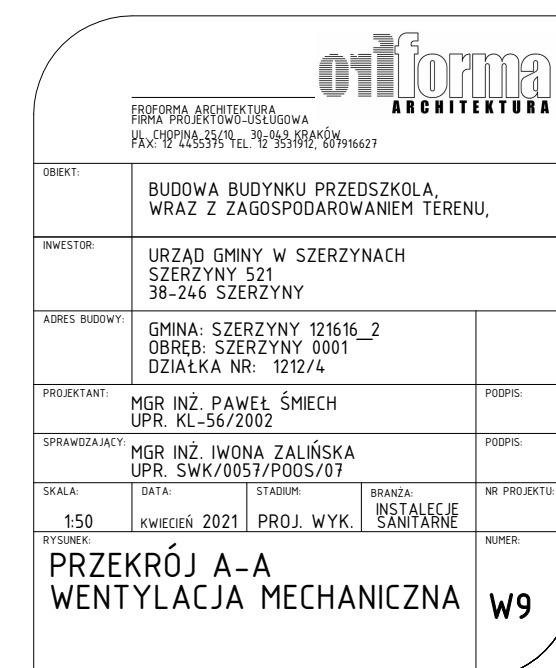 oriforma
ARCHITEKTURA
FROFORMA ARCHITEKTURA
FIRMA PROJEKTOWO-USŁUGOWA
UL. CHOPINA 25/10 30-049 KRAKÓW
FAX: 12 4455375 TEL. 12 3531912, 607916627
OBIEKT:
BUDOWA BUDYNKU PRZEDSZKOLA,
WRAZ Z ZAGOSPODAROWANIEM TERENU,
INWESTOR:
URZĄD GMINY W SZERZYNACH
SZERZYNY 521
38-246 SZERZYNY
ADRES BUDOWY:
GMINA: SZERZYNY 121616_2
OBRĘB: SZERZYNY 0001
DZIAŁKA NR: 1212/4
PROJEKTANT:
MGR INŻ. PAWEŁ ŚMIECH
UPR. KL-56/2002
PODPIS:
SPRAWDZAJĄCY:
MGR INŻ. IWONA ZALIŃSKA
UPR. SWK/0057/POOS/07
PODPIS:
SKALA:
1:50
DATA:
KWIECIEŃ 2021
STADIUM:
PROJ. WYK.
BRANŻA:
INSTALECJE
SANITARNE
NR PROJEKTU:
RYSUNEK:
PRZEKRÓJ A-A
WENTYLACJA MECHANICZNA
NUMER:
W9